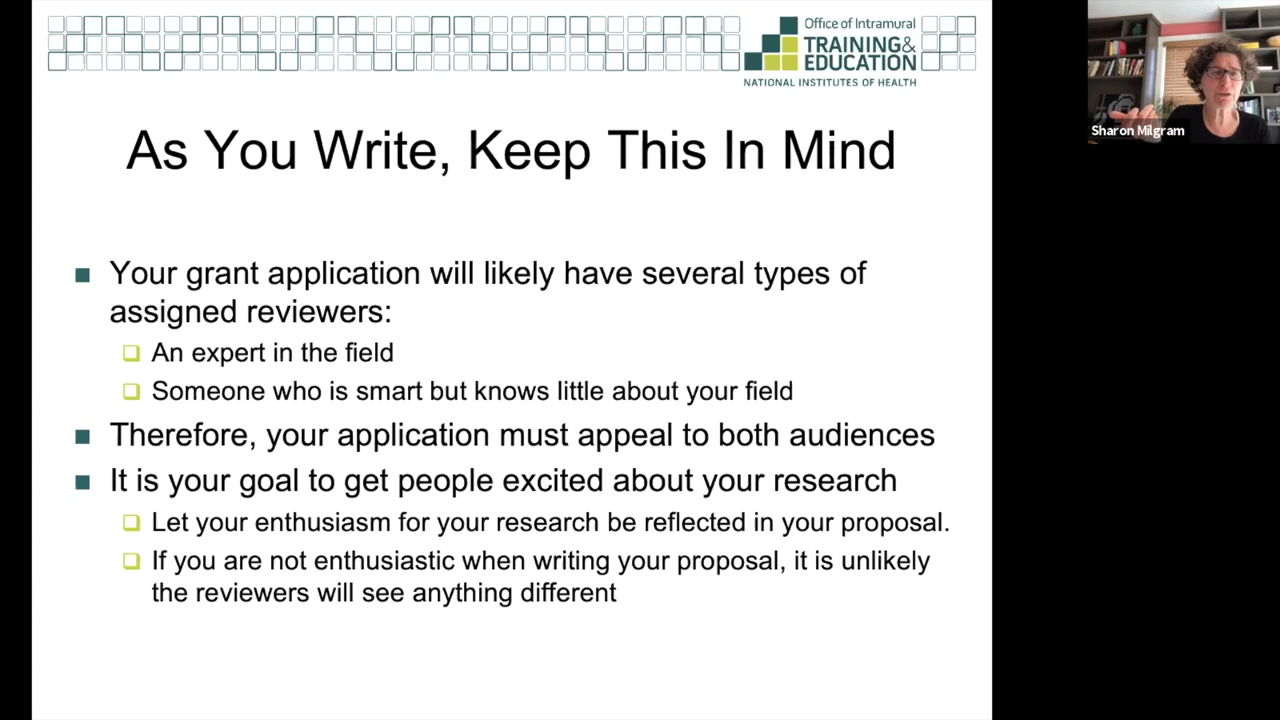 Office of Intramural
TRAINING&
EDUCATION
NATIONAL INSTITUTES OF HEALTH
Sharon Milgram
As You Write, Keep This In Mind
Your grant application will likely have several types of
assigned reviewers:
An expert in the field
Someone who is smart but knows little about your field
Therefore, your application must appeal to both audiences
It is your goal to get people excited about your research
Let your enthusiasm for your research be reflected in your proposal.
If you are not enthusiastic when writing your proposal, it is unlikely
the reviewers will see anything different